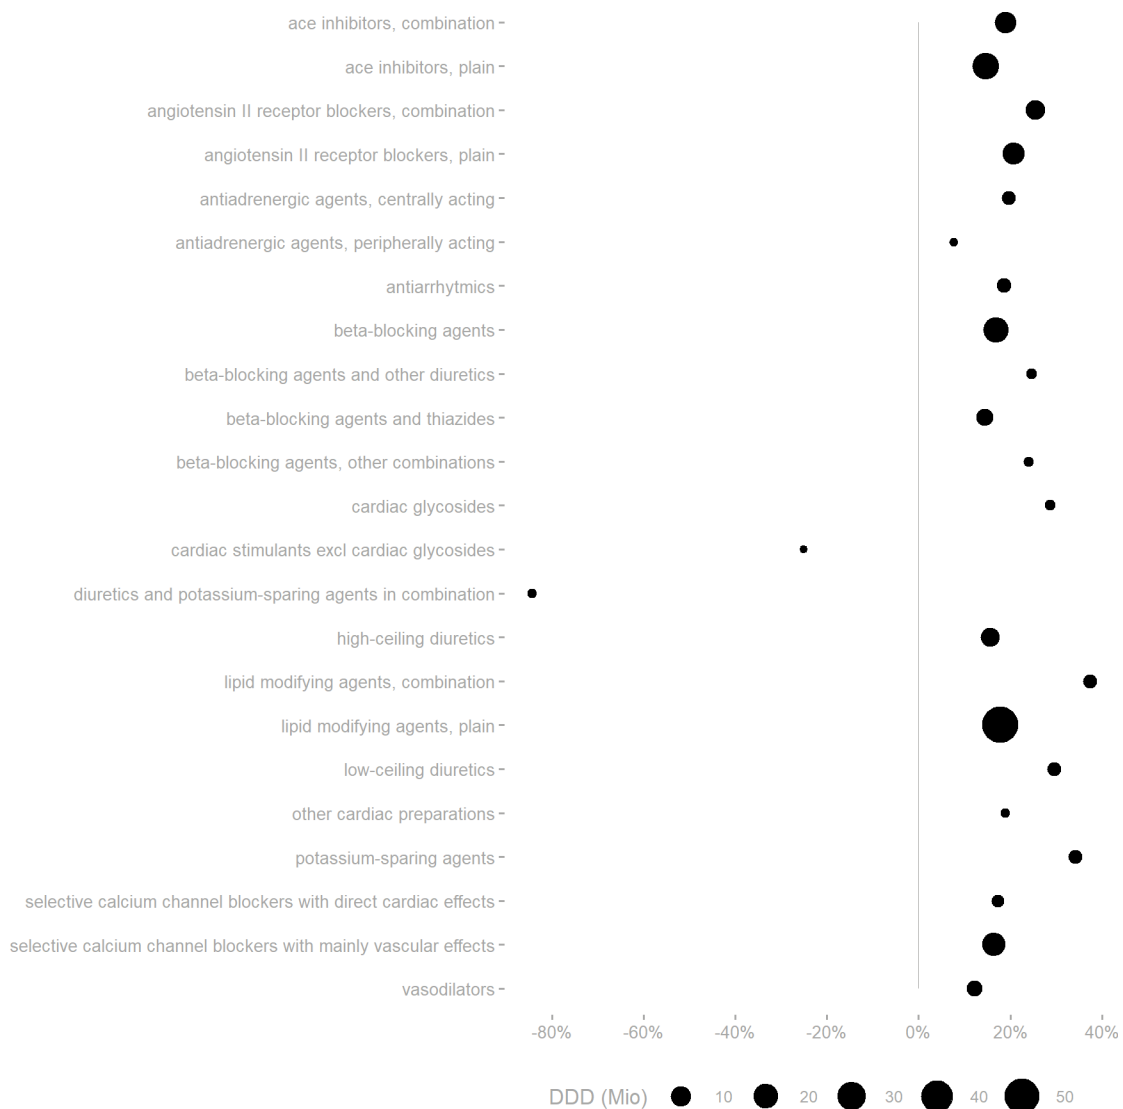 ace inhibitors, combination
ace inhibitors, plain
angiotensin II receptor blockers, combination
angiotensin II receptor blockers, plain
antiadrenergic agents, centrally acting
antiadrenergic agents, peripherally acting
antiarrhytmics
beta-blocking agents
beta-blocking agents and other diuretics
beta-blocking agents and thiazides
beta-blocking agents, other combinations
cardiac glycosides
cardiac stimulants excl cardiac glycosides
diuretics and potassium-sparing agents in combination
high-ceiling diuretics
lipid modifying agents, combination
lipid modifying agents, plain
low-ceiling diuretics
other cardiac preparations
potassium-sparing agents
selective calcium channel blockers with direct cardiac effects
selective calcium channel blockers with mainly vascular effects
vasodilators
-80% -60% -40% -20% 0% 20% 40%
DDD (Mio) 10 20 30 40 50